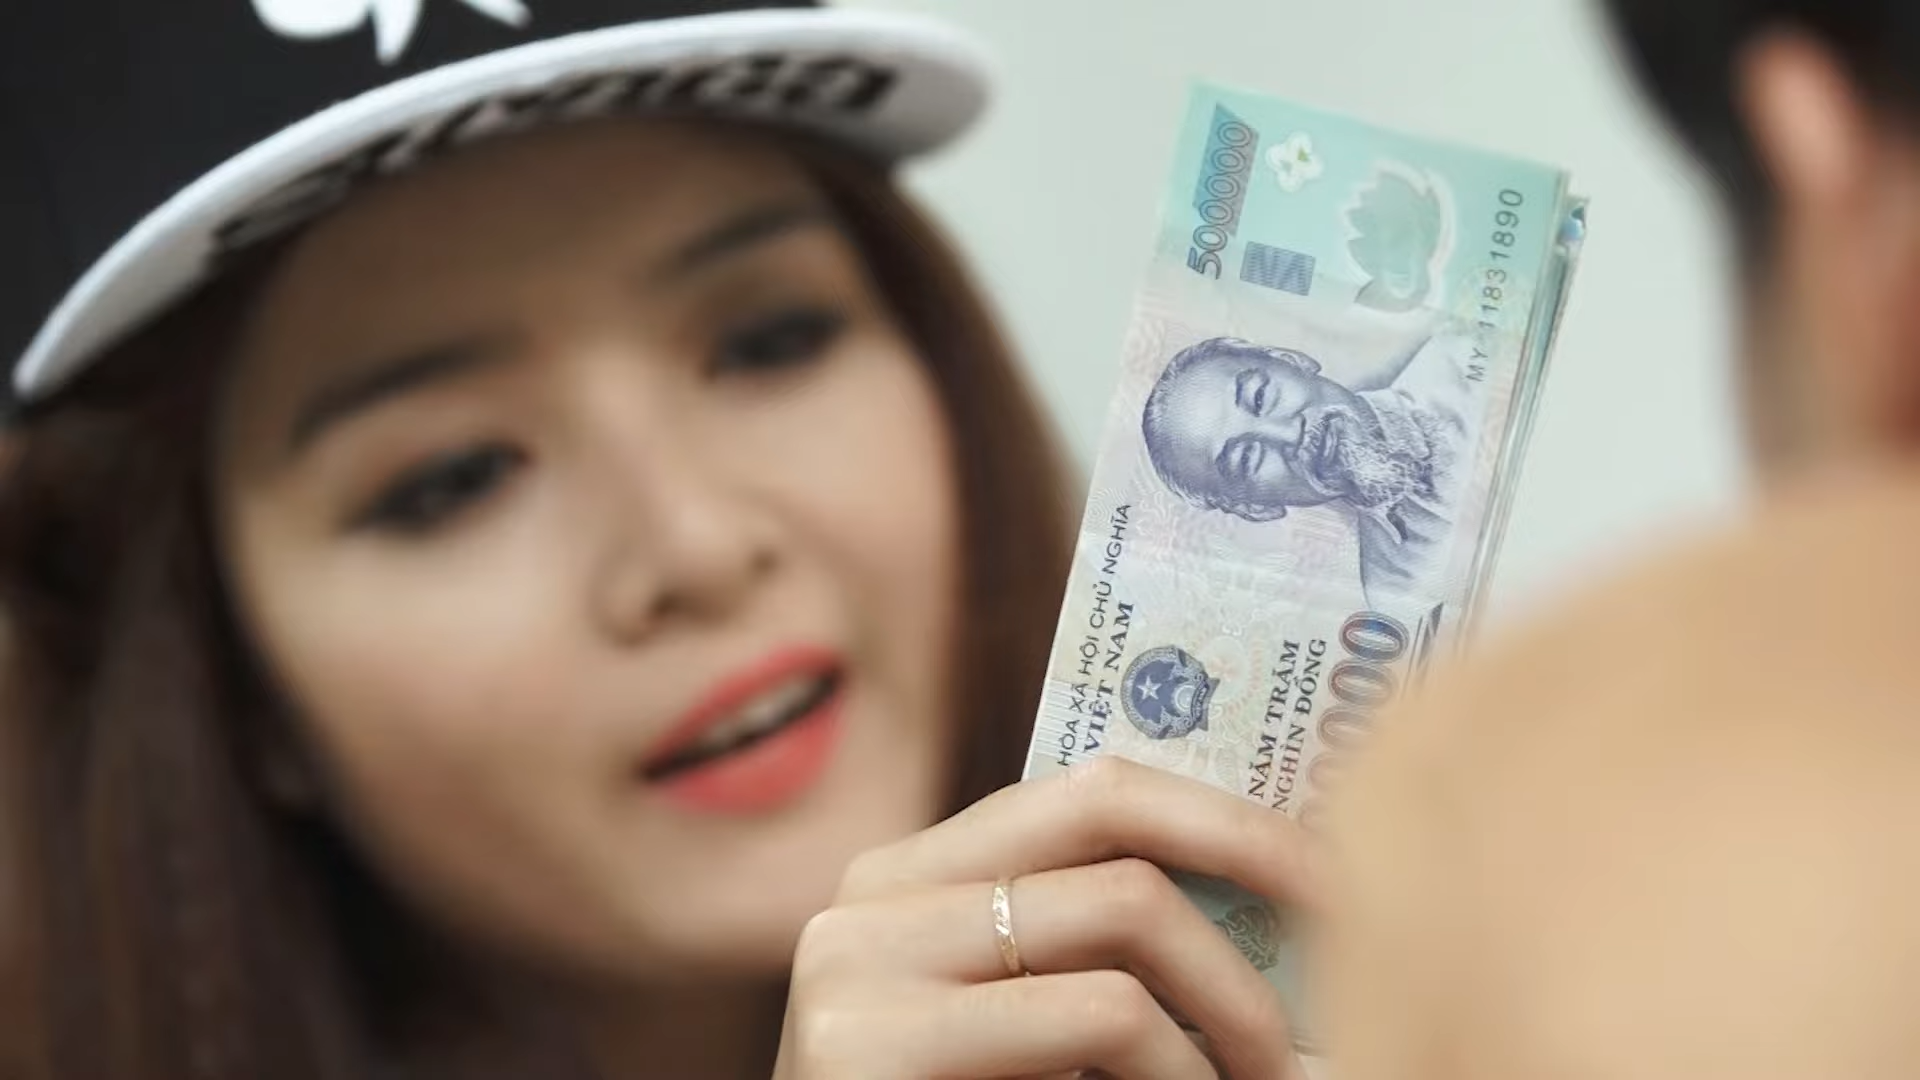 500000
MY 11831890
HÒA XÃ HỘI CHỦ NGHĨA
VIỆT NAM
NĂM TRĂM
NGHÌN ĐỒNG